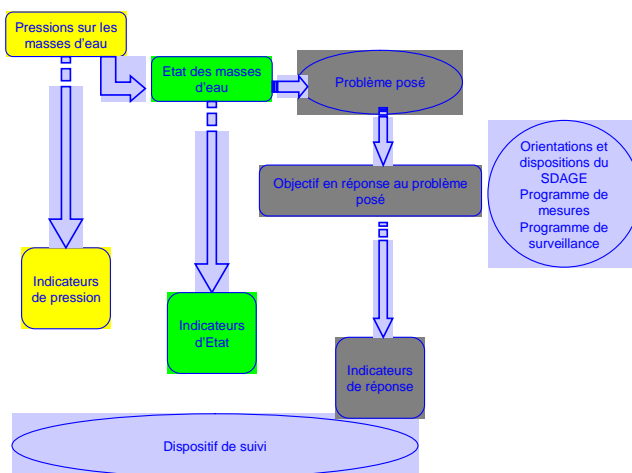 Pressions sur les
masses d'eau
Etat des masses
d'eau
Problème posé
Orientations et
dispositions du
SDAGE
Programme de
mesures
Programme de
surveillance
Objectif en réponse au problème
posé
Indicateurs
de pression
Indicateurs
d'Etat
Indicateurs
de réponse
Dispositif de suivi